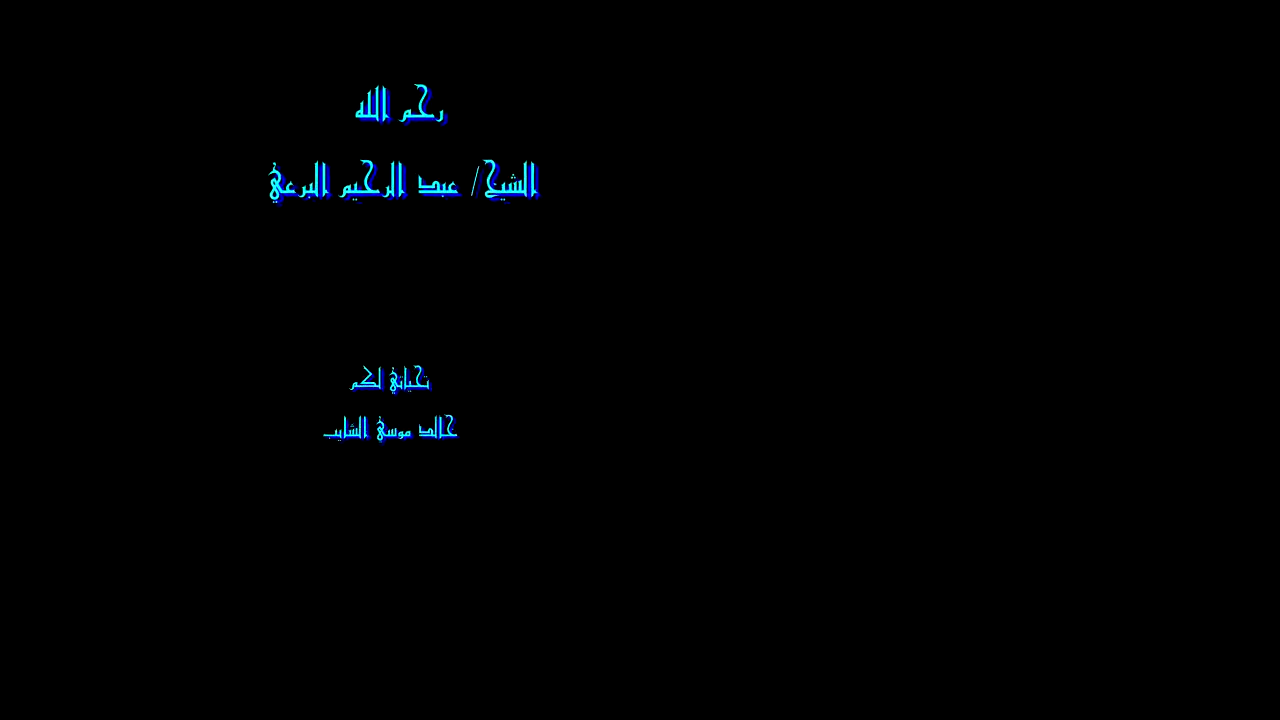 رحم الله
الشيخ/ عبد الرحيم البرعي
تحياتي لكم
خالد موسى الشايب